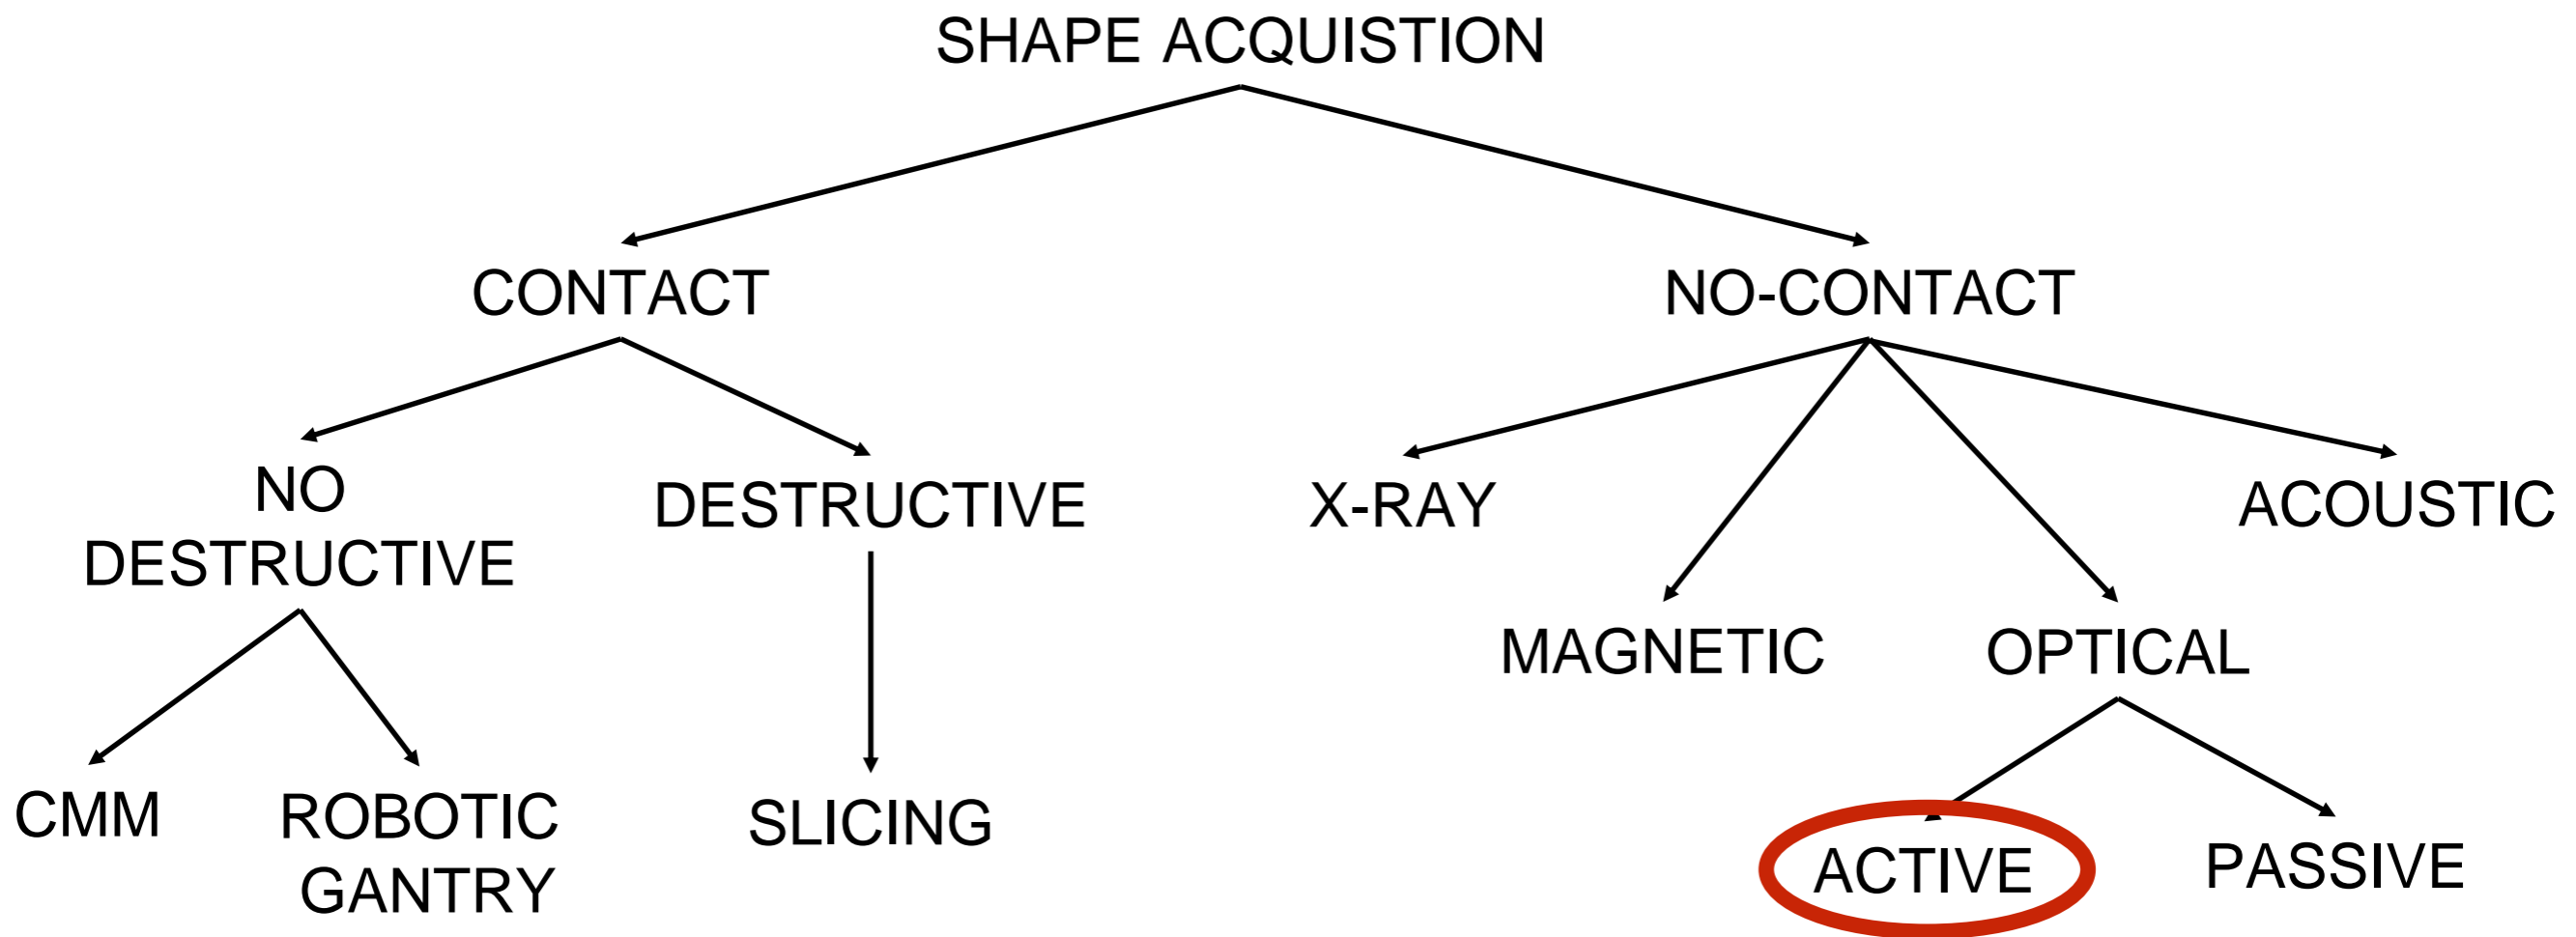 SHAPE ACQUISTION
CONTACT
NO-CONTACT
NO
DESTRUCTIVE
DESTRUCTIVE
X-RAY
ACOUSTIC
MAGNETIC
OPTICAL
CMM
ROBOTIC
GANTRY
SLICING
ACTIVE
PASSIVE